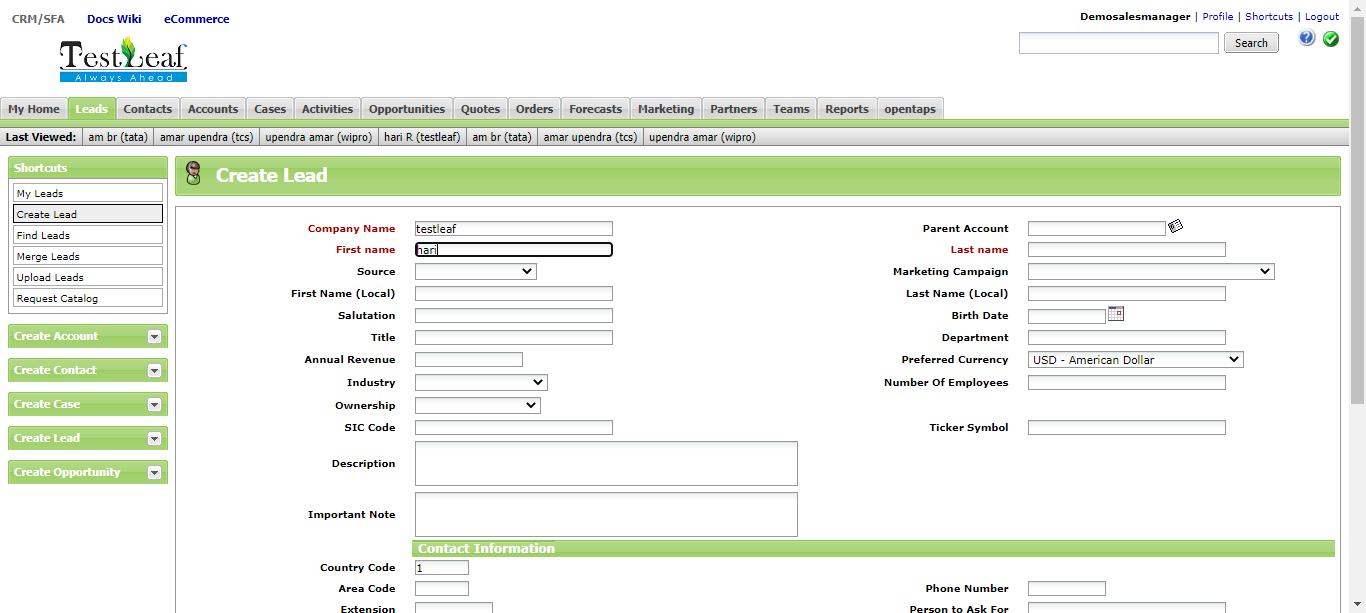 CRM/SFA Docs Wiki eCommerce
Demosalesmanager | Profile | Shortcuts | Logout
TestLeaf
Always Ahead
Search
My Home Leads Contacts Accounts Cases Activities Opportunities Quotes Orders Forecasts Marketing Partners Teams Reports opentaps
Last Viewed: am br (tata) amar upendra (tcs) upendra amar (wipro) hari R (testleaf) am br (tata) amar upendra (tcs) upendra amar (wipro)
Shortcuts
My Leads
Create Lead
Find Leads
Merge Leads
Upload Leads
Request Catalog
Create Account
Create Contact
Create Case
Create Lead
Create Opportunity
Create Lead
Company Name testleaf Parent Account
First name hari Last name
Source Marketing Campaign
First Name (Local) Last Name (Local)
Salutation Birth Date
Title Department
Annual Revenue Preferred Currency USD - American Dollar
Industry Number Of Employees
Ownership
SIC Code Ticker Symbol
Description
Important Note
Contact Information
Country Code 1
Area Code Phone Number
Extension Person to Ask For